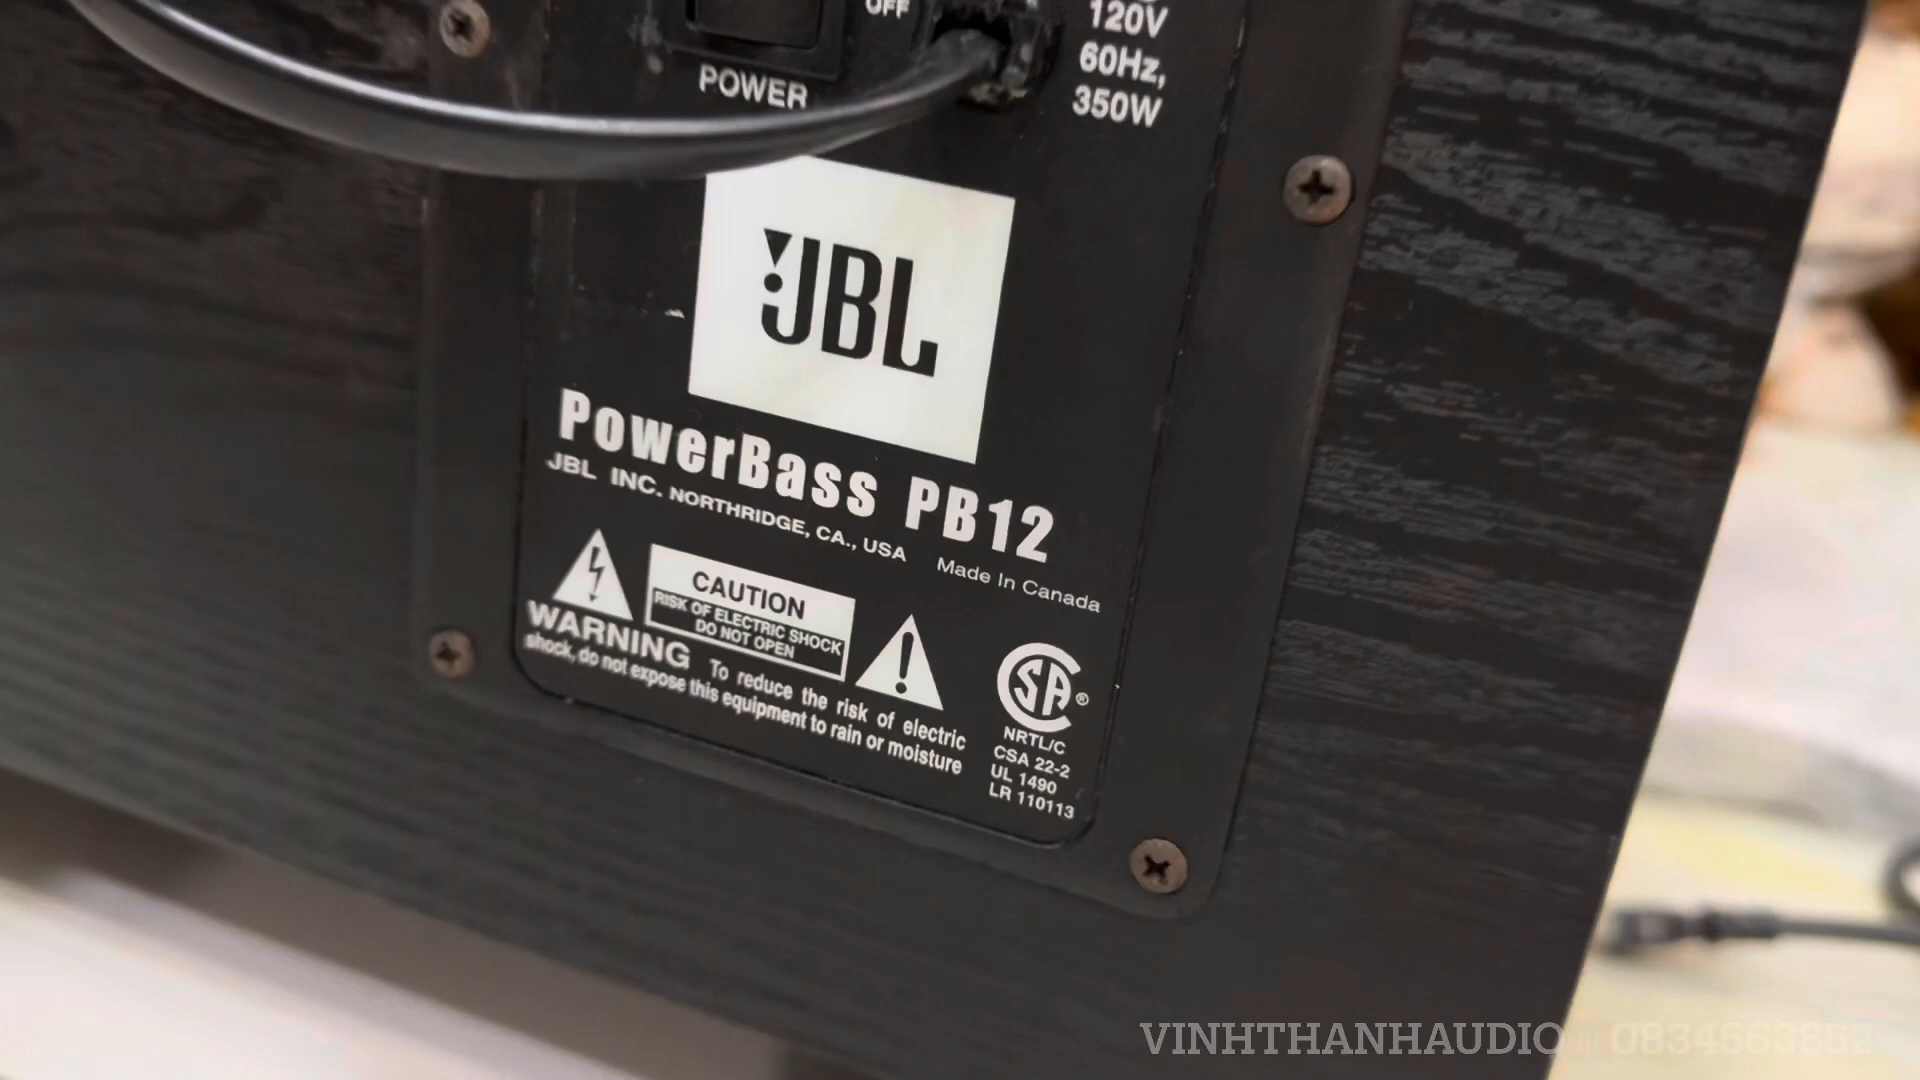 OFF
POWER
120V
60Hz,
350W
JBL
PowerBass PB12
JBL INC. NORTHRIDGE, CA., USA Made In Canada
CAUTION
RISK OF ELECTRIC SHOCK
DO NOT OPEN
WARNING To reduce the risk of electric
shock, do not expose this equipment to rain or moisture
SA®
NRTL/C
CSA 22-2
UL 1490
LR 110113
VINHTHANHAUDIO